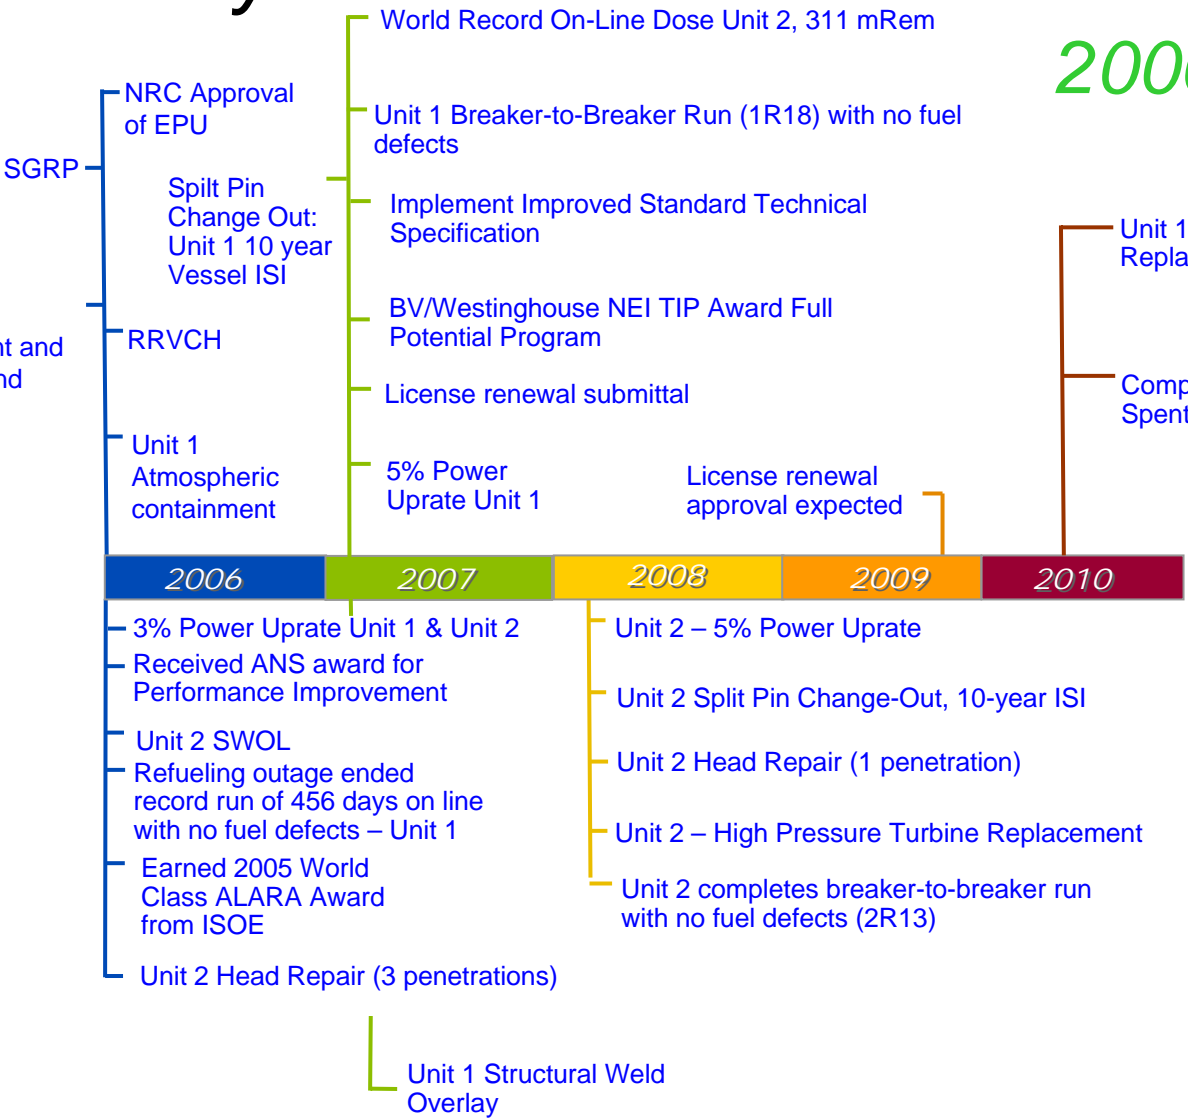 World Record On-Line Dose Unit 2, 311 mRem
NRC Approval
of EPU
Unit 1 Breaker-to-Breaker Run (1R18) with no fuel
defects
SGRP
Spilt Pin
Change Out:
Unit 1 10 year
Vessel ISI
Implement Improved Standard Technical
Specification
Unit 1
BV/Westinghouse NEI TIP Award Full
Potential Program
RRVCH
and
License renewal submittal
Spent
Unit 1
Atmospheric
containment
5% Power
Uprate Unit 1
License renewal
approval expected
2006
2007
2008
2009
2010
3% Power Uprate Unit 1 & Unit 2
Received ANS award for
Performance Improvement
Unit 2 SWOL
Refueling outage ended
record run of 456 days on line
with no fuel defects – Unit 1
Earned 2005 World
Class ALARA Award
from ISOE
Unit 2 Head Repair (3 penetrations)
Unit 2 – 5% Power Uprate
Unit 2 Split Pin Change-Out, 10-year ISI
Unit 2 Head Repair (1 penetration)
Unit 2 – High Pressure Turbine Replacement
Unit 2 completes breaker-to-breaker run
with no fuel defects (2R13)
Unit 1 Structural Weld
Overlay